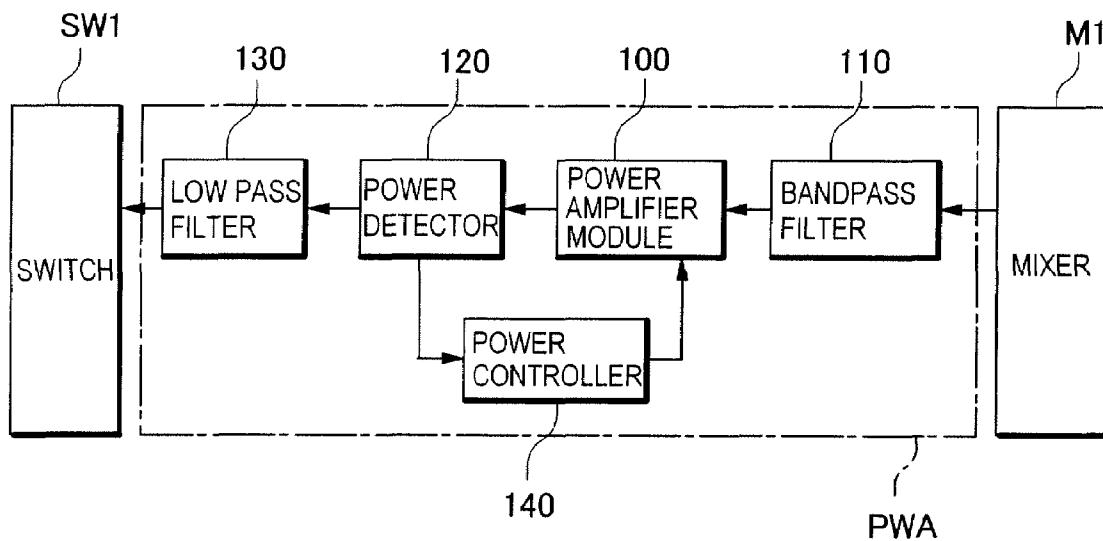 SW1
130
120
100
110
M1
LOW PASS
FILTER
POWER
DETECTOR
POWER
AMPLIFIER
MODULE
BANDPASS
FILTER
SWITCH
MIXER
POWER
CONTROLLER
140
PWA